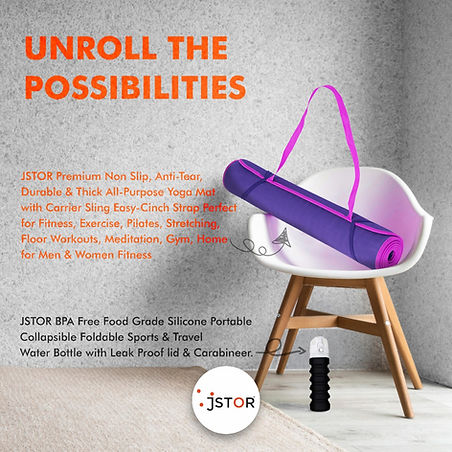 UNROLL THE
POSSIBILITIES
JSTOR Premium Non Slip, Anti-Tear,
Durable & Thick All-Purpose Yoga Mat
with Carrier Sling Easy-Cinch Strap Perfect
for Fitness, Exercise, Pilates, Stretching,
Floor Workouts, Meditation, Gym, Home
for Men & Women Fitness
JSTOR BPA Free Food Grade Silicone Portable
Collapsible Foldable Sports & Travel
Water Bottle with Leak Proof lid & Carabineer.
JSTOR